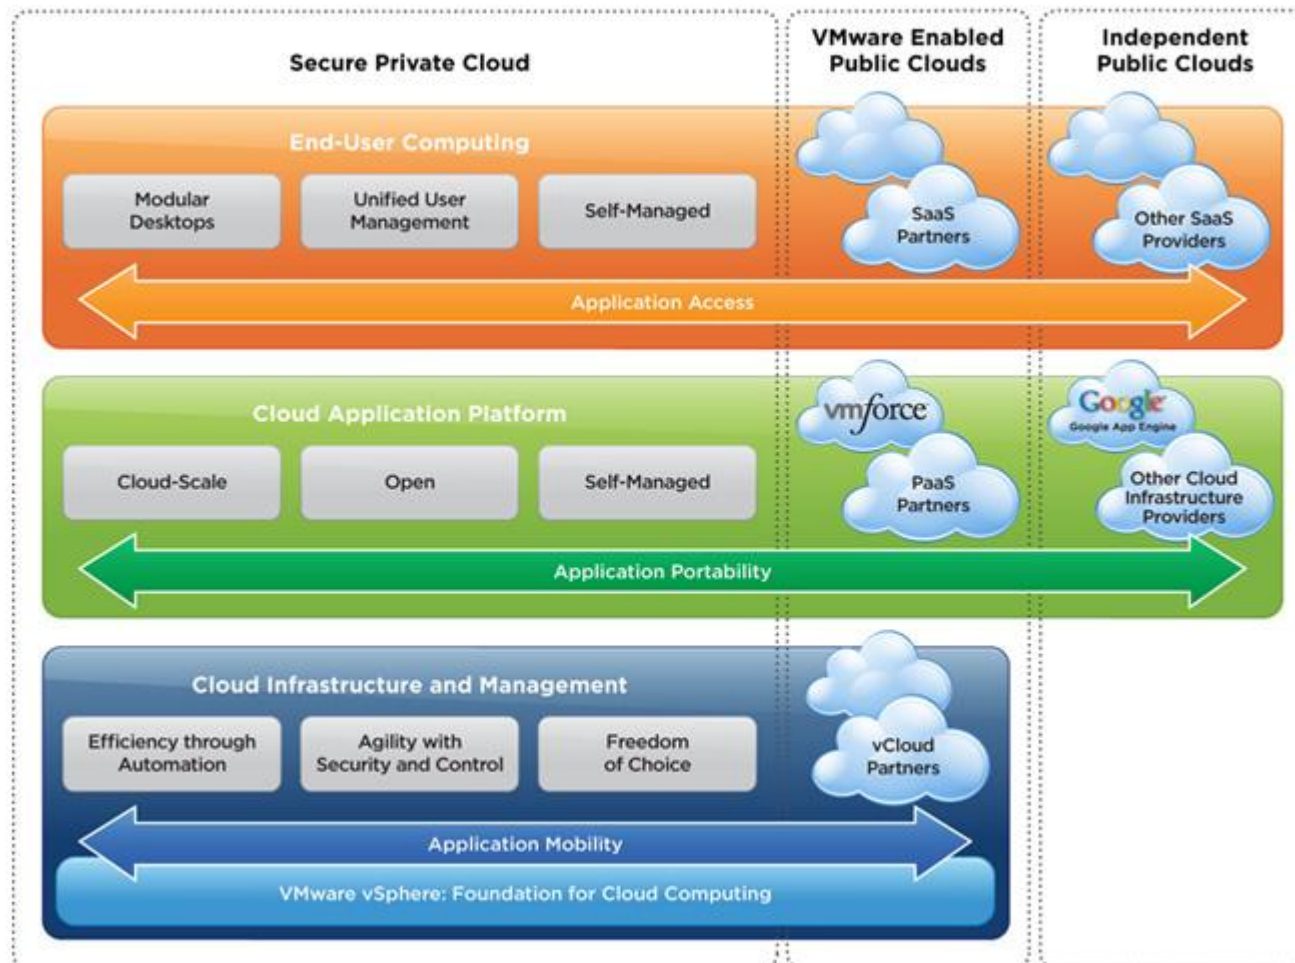 Secure Private Cloud
VMware Enabled
Public Clouds
Independent
Public Clouds
End-User Computing
Modular
Desktops
Unified User
Management
Self-Managed
SaaS
Partners
Other SaaS
Providers
Application Access
Cloud Application Platform
Cloud-Scale
Open
Self-Managed
vmforce
PaaS
Partners
Google
Google App Engine
Other Cloud
Infrastructure
Providers
Application Portability
Cloud Infrastructure and Management
Efficiency through
Automation
Agility with
Security and Control
Freedom
of Choice
vCloud
Partners
Application Mobility
VMware vSphere: Foundation for Cloud Computing